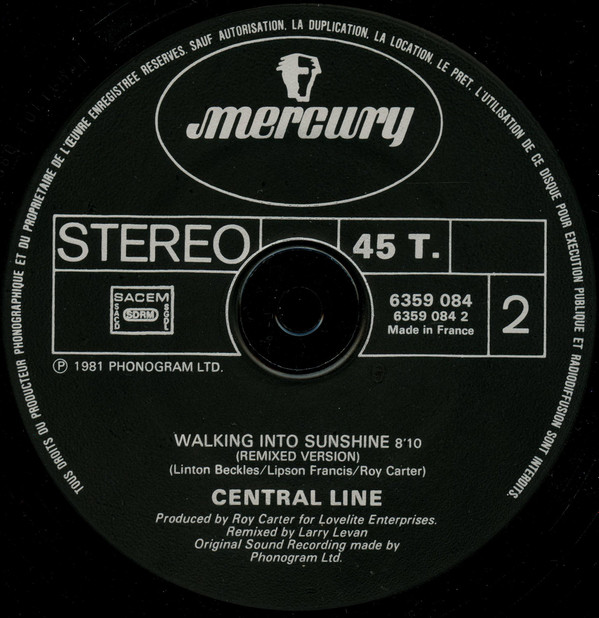 TOUS DROITS DU PRODUCTEUR PHONOGRAPHIQUE ET DU PROPRIETAIRE DE L'ŒUVRE ENREGISTREE RESERVES. SAUF AUTORISATION, LA DUPLICATION, LA LOCATION, LE PRET, L'UTILISATION DE CE DISQUE POUR EXECUTION PUBLIQUE ET RADIODIFFUSION SONT INTERDITS.
mercury
STEREO
45 T.
SACEM
SACD
SDRM
SGDL
6359 084
6359 084 2
Made in France
2
℗ 1981 PHONOGRAM LTD.
WALKING INTO SUNSHINE 8'10
(REMIXED VERSION)
(Linton Beckles/Lipson Francis/Roy Carter)
CENTRAL LINE
Produced by Roy Carter for Lovelite Enterprises.
Remixed by Larry Levan
Original Sound Recording made by
Phonogram Ltd.